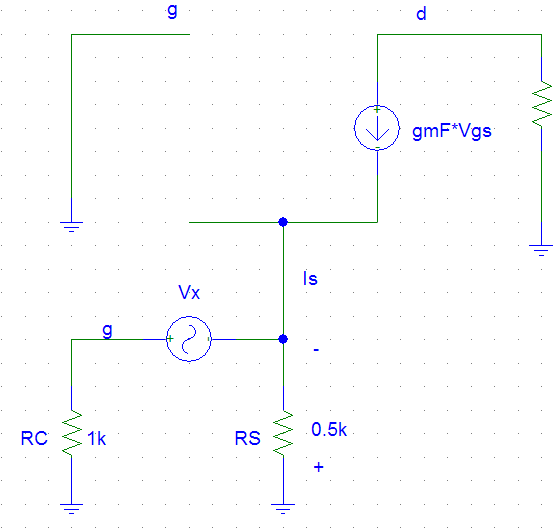 g
d
+
gmF*Vgs
-
Is
Vx
g
+
-
-
RC
1k
RS
0.5k
+